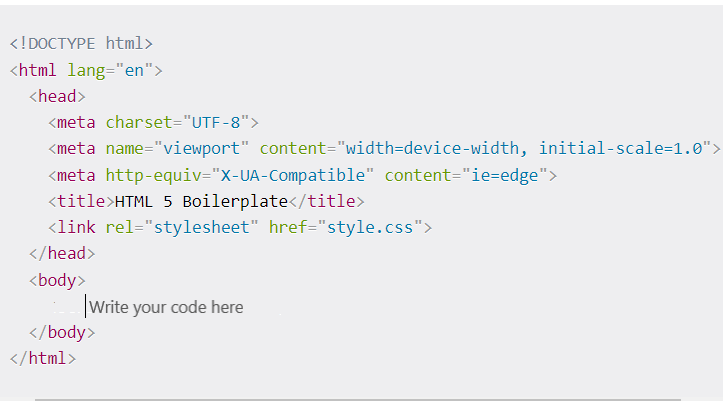 <!DOCTYPE html>
<html lang="en">
<head>
<meta charset="UTF-8">
<meta name="viewport" content="width=device-width, initial-scale=1.0">
<meta http-equiv="X-UA-Compatible" content="ie=edge">
<title>HTML 5 Boilerplate</title>
<link rel="stylesheet" href="style.css">
</head>
<body>
Write your code here
</body>
</html>